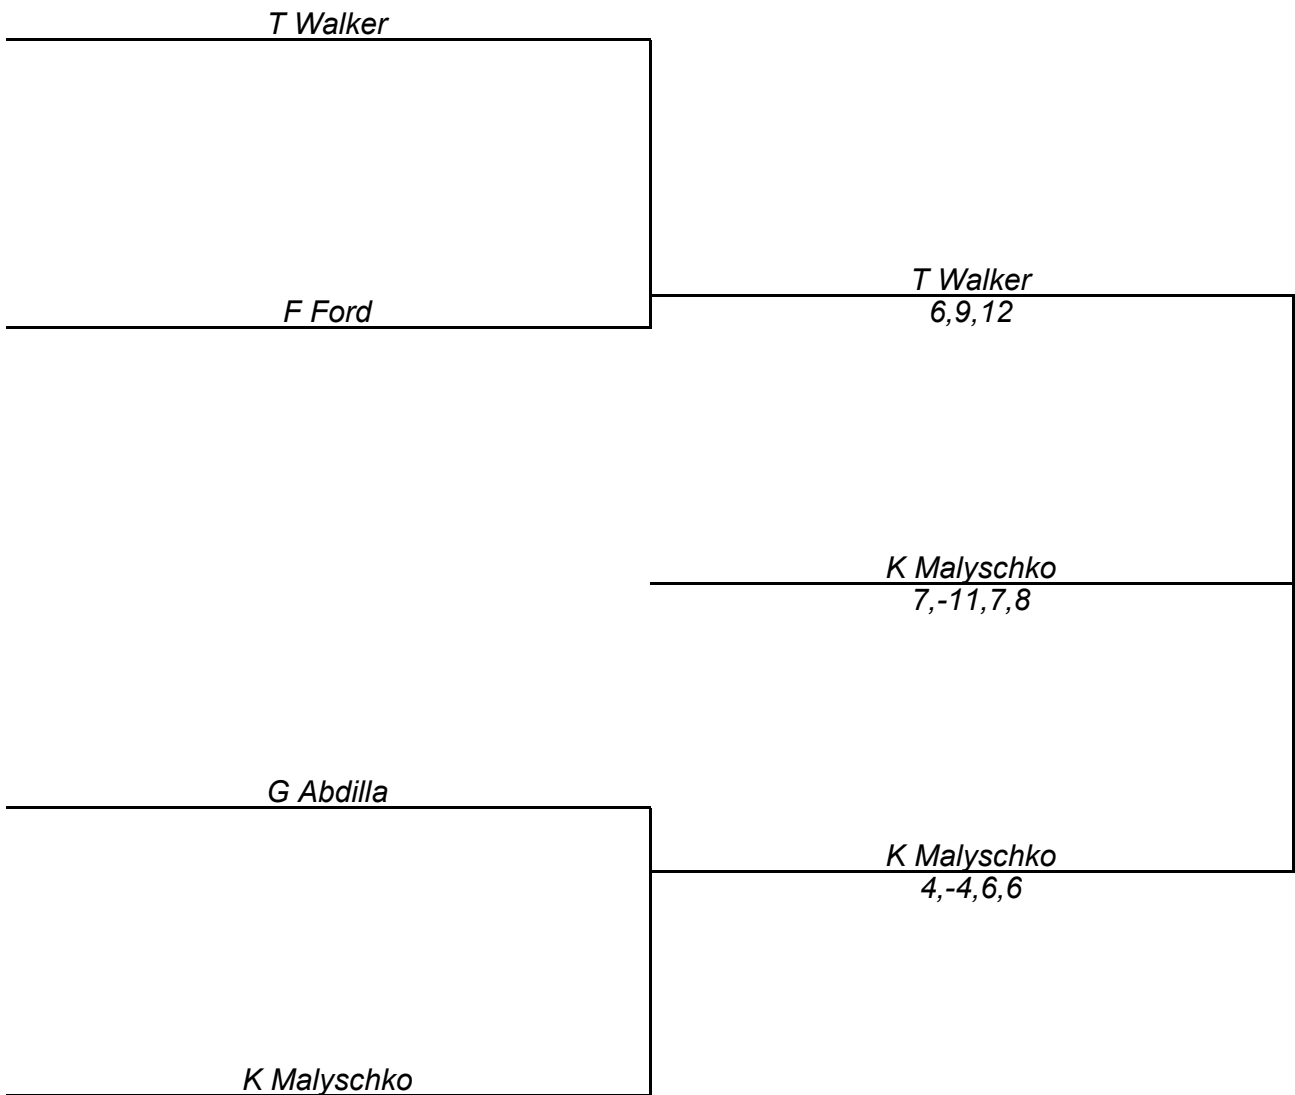 T Walker
F Ford
T Walker
6,9,12
K Malyschko
7,-11,7,8
G Abdilla
K Malyschko
4,-4,6,6
K Malyschko